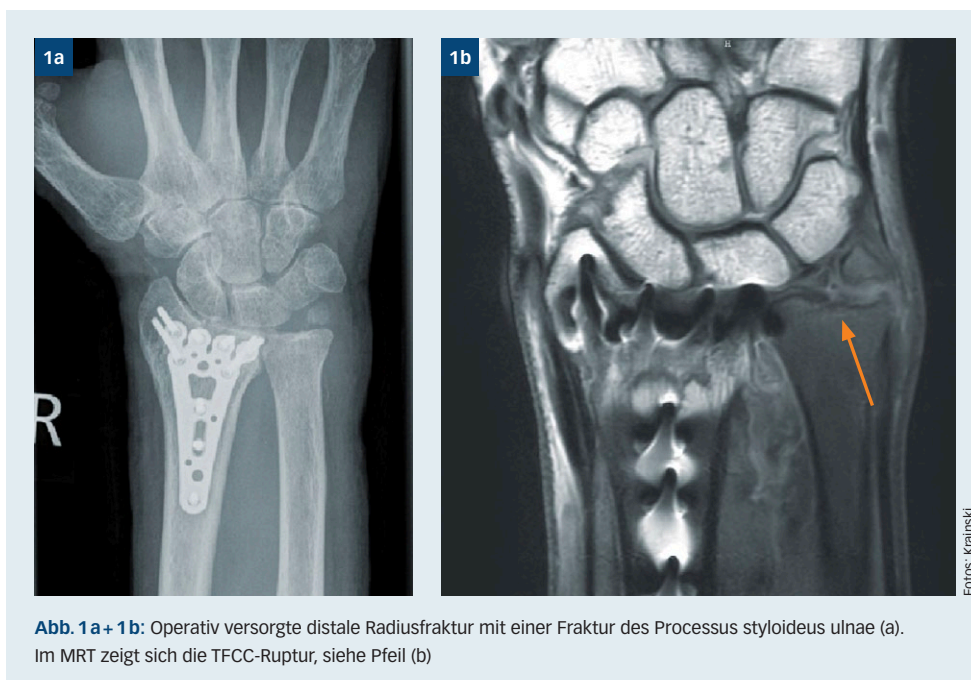 1a
1b
R
Fotos: Krapinski
Abb. 1a+1b: Operativ versorgte distale Radiusfraktur mit einer Fraktur des Processus styloideus ulnae (a).
Im MRT zeigt sich die TFCC-Ruptur, siehe Pfeil (b)